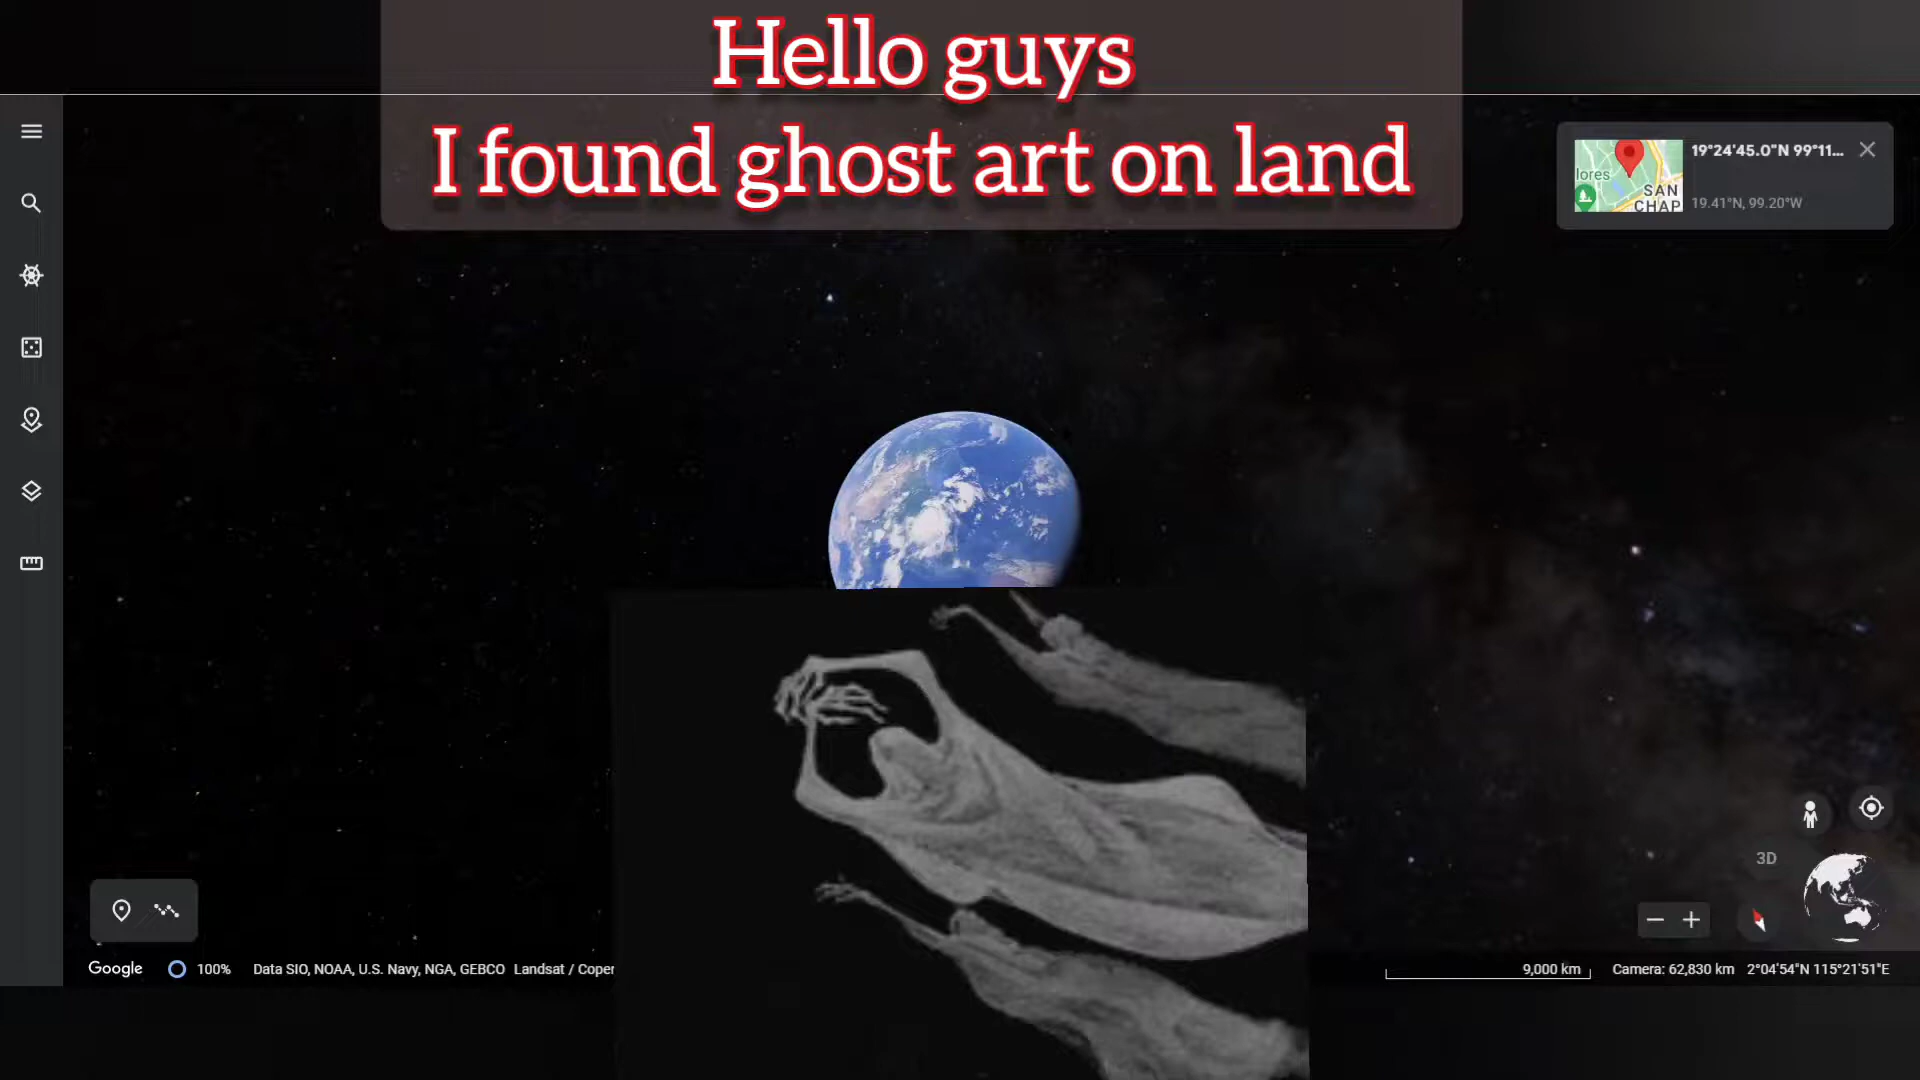 Hello guys
I found ghost art on land
19°24'45.0"N 99°11...
19.41°N, 99.20°W
lores
SAN
CHAP
3D
Google
100%
Data SIO, NOAA, U.S. Navy, NGA, GEBCO Landsat / Coper
9,000 km
Camera: 62,830 km 2°04'54"N 115°21'51"E